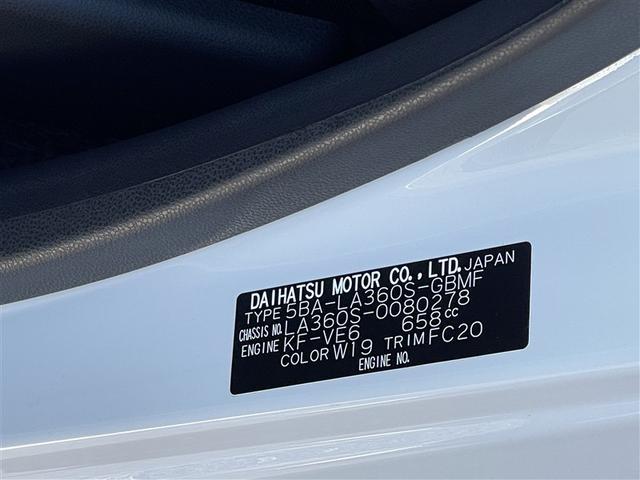 DAIHATSU MOTOR CO.,LTD. JAPAN
TYPE 5BA-LA360S-GBMF
CHASSIS NO. LA360S-0080278
ENGINE KF-VE6 658cc
COLOR W19 TRIM FC20
ENGINE NO.